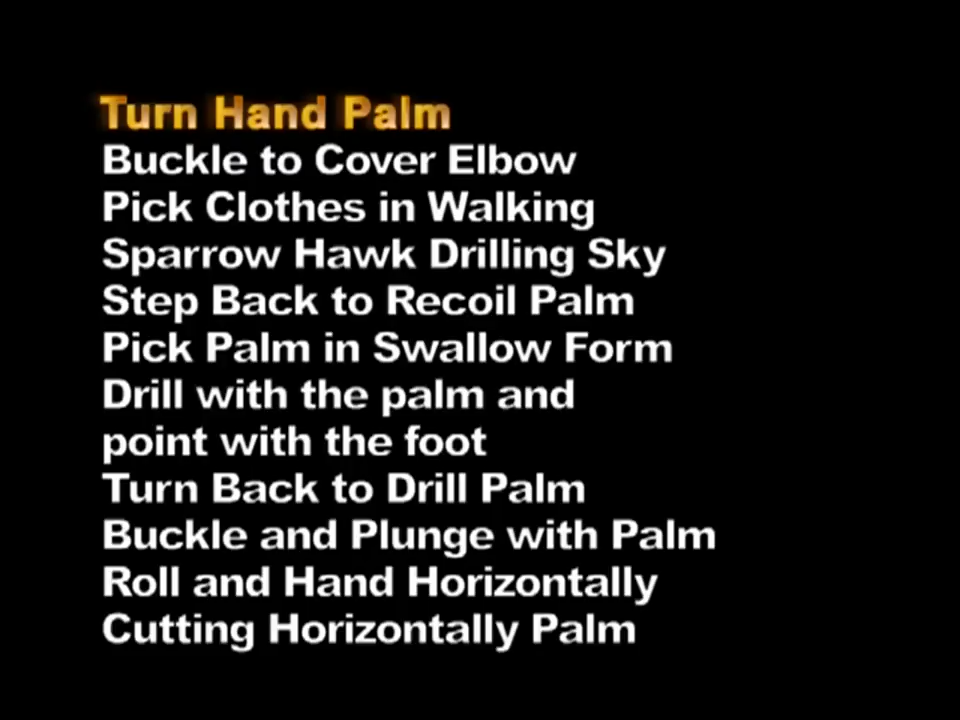 Turn Hand Palm
Buckle to Cover Elbow
Pick Clothes in Walking
Sparrow Hawk Drilling Sky
Step Back to Recoil Palm
Pick Palm in Swallow Form
Drill with the palm and
point with the foot
Turn Back to Drill Palm
Buckle and Plunge with Palm
Roll and Hand Horizontally
Cutting Horizontally Palm